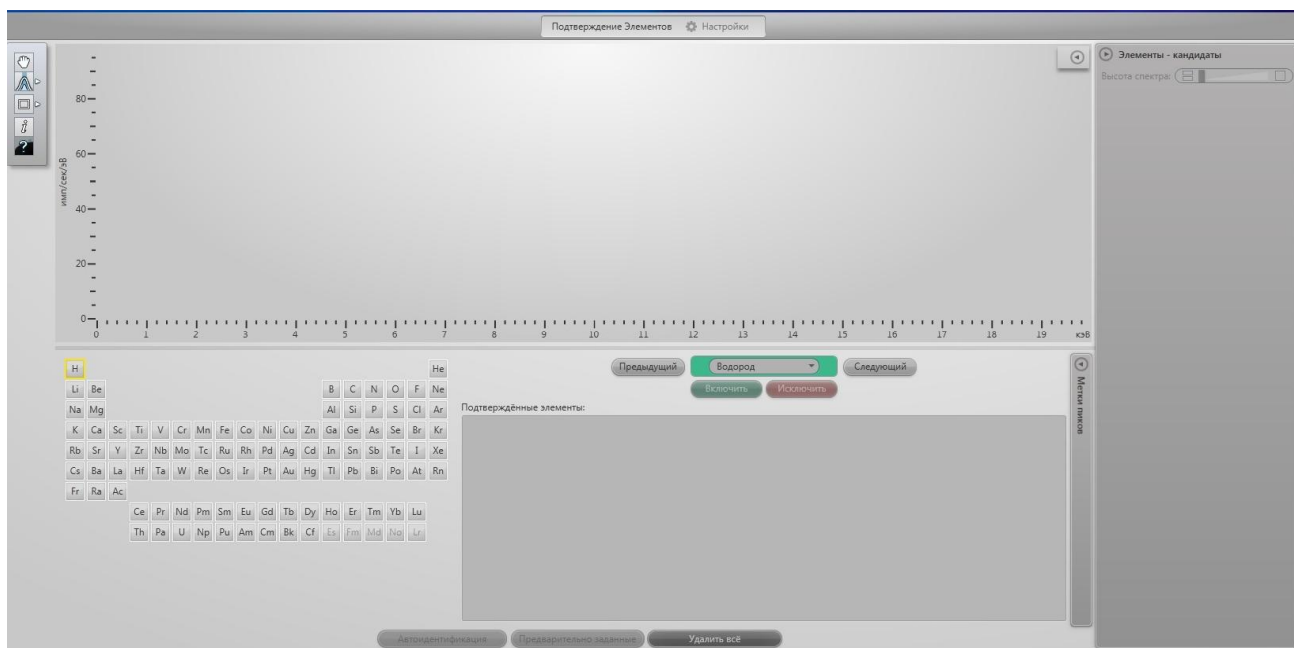 Подтверждение Элементов Настройки
Элементы - кандидаты
Высота спектра:
80
60
40
20
0
имп/сек/эВ
0 1 2 3 4 5 6 7 8 9 10 11 12 13 14 15 16 17 18 19 кэВ
H He
Li Be B C N O F Ne
Na Mg Al Si P S Cl Ar
K Ca Sc Ti V Cr Mn Fe Co Ni Cu Zn Ga Ge As Se Br Kr
Rb Sr Y Zr Nb Mo Tc Ru Rh Pd Ag Cd In Sn Sb Te I Xe
Cs Ba La Hf Ta W Re Os Ir Pt Au Hg Tl Pb Bi Po At Rn
Fr Ra Ac
Ce Pr Nd Pm Sm Eu Gd Tb Dy Ho Er Tm Yb Lu
Th Pa U Np Pu Am Cm Bk Cf Es Fm Md No Lr
Предыдущий Водород Следующий
Включить Исключить
Подтверждённые элементы:
Метки пиков
Автоидентификация Предварительно заданные Удалить всё